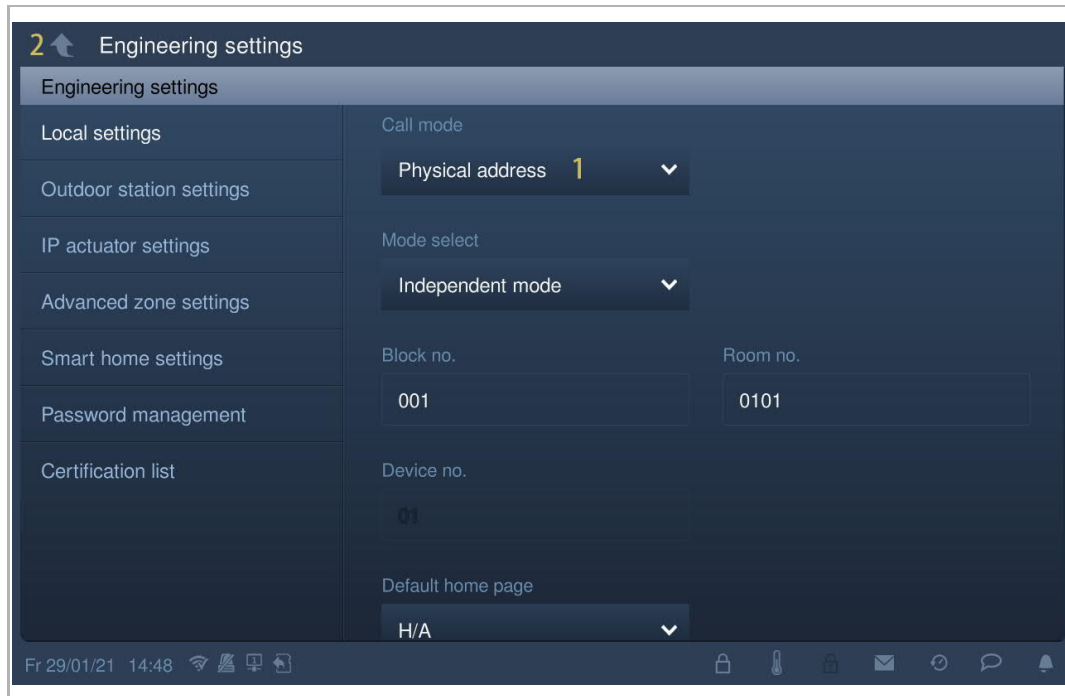 2 Engineering settings
Engineering settings
Local settings
Outdoor station settings
IP actuator settings
Advanced zone settings
Smart home settings
Password management
Certification list
Call mode
Physical address 1
Mode select
Independent mode
Block no. Room no.
001 0101
Device no.
01
Default home page
H/A
Fr 29/01/21 14:48